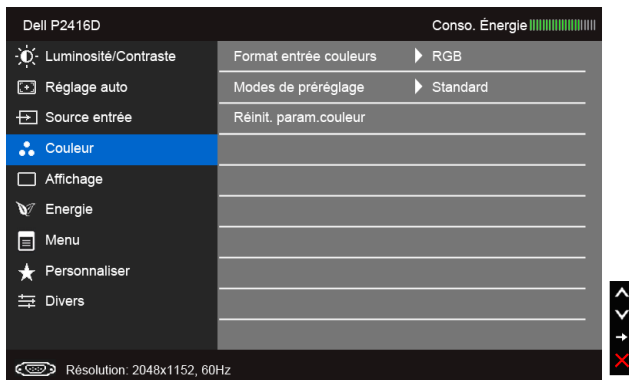 Dell P2416D Conso. Énergie
Luminosité/Contraste Format entrée couleurs RGB
Réglage auto Modes de préréglage Standard
Source entrée Réinit. param.couleur
Couleur
Affichage
Energie
Menu
Personnaliser
Divers
Résolution: 2048x1152, 60Hz